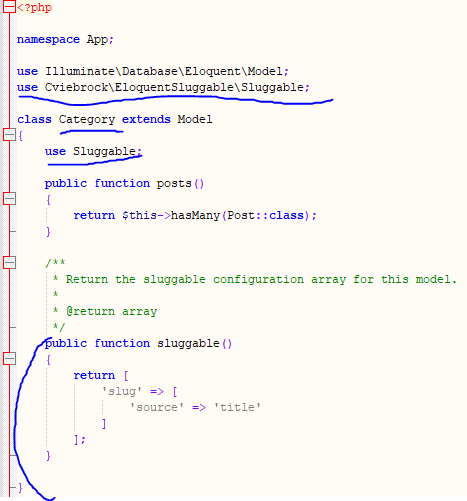 <?php
namespace App;
use Illuminate\Database\Eloquent\Model;
use Cviebrock\EloquentSluggable\Sluggable;
class Category extends Model
{
use Sluggable;
public function posts()
{
return $this->hasMany(Post::class);
}
/**
* Return the sluggable configuration array for this model.
*
* @return array
*/
public function sluggable()
{
return [
'slug' => [
'source' => 'title'
]
];
}
}